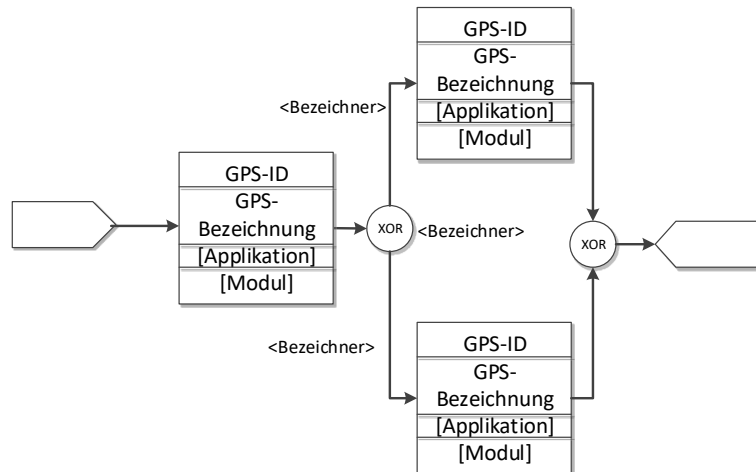 GPS-ID
GPS-
Bezeichnung
[Applikation]
[Modul]
<Bezeichner>
GPS-ID
GPS-
Bezeichnung
[Applikation]
[Modul]
XOR
<Bezeichner>
XOR
<Bezeichner>
GPS-ID
GPS-
Bezeichnung
[Applikation]
[Modul]